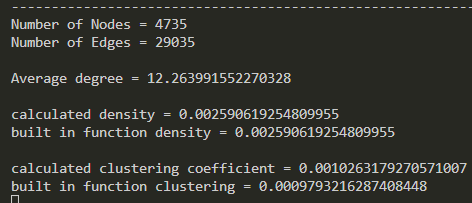 Number of Nodes = 4735
Number of Edges = 29035
Average degree = 12.263991552270328
calculated density = 0.002590619254809955
built in function density = 0.002590619254809955
calculated clustering coefficient = 0.0010263179270571007
built in function clustering = 0.0009793216287408448